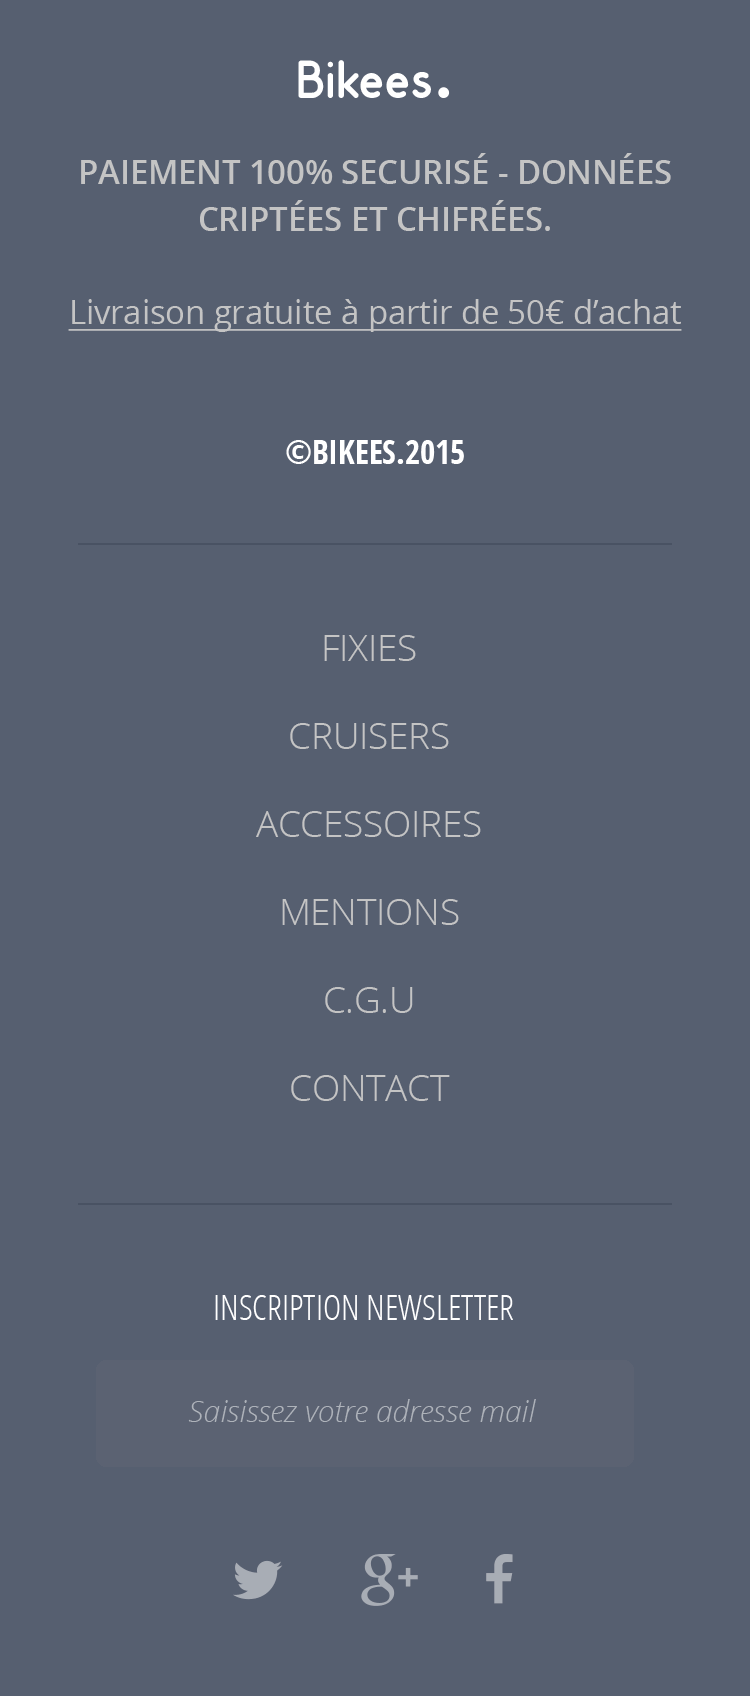 Bikees.
PAIEMENT 100% SECURISÉ - DONNÉES
CRIPTÉES ET CHIFRÉES.
Livraison gratuite à partir de 50€ d’achat
©BIKEES.2015
FIXIES
CRUISERS
ACCESSOIRES
MENTIONS
C.G.U
CONTACT
INSCRIPTION NEWSLETTER
Saisissez votre adresse mail